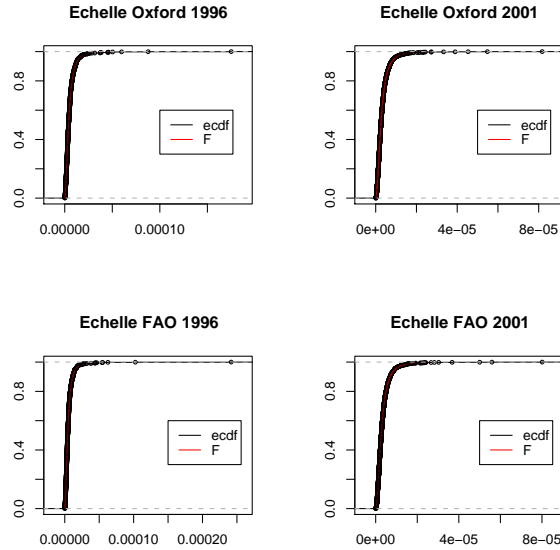 Echelle Oxford 1996
0.0 0.4 0.8
ecdf
F
0.00000 0.00010
Echelle Oxford 2001
0.0 0.4 0.8
ecdf
F
0e+00 4e-05 8e-05
Echelle FAO 1996
0.0 0.4 0.8
ecdf
F
0.00000 0.00010 0.00020
Echelle FAO 2001
0.0 0.4 0.8
ecdf
F
0e+00 4e-05 8e-05